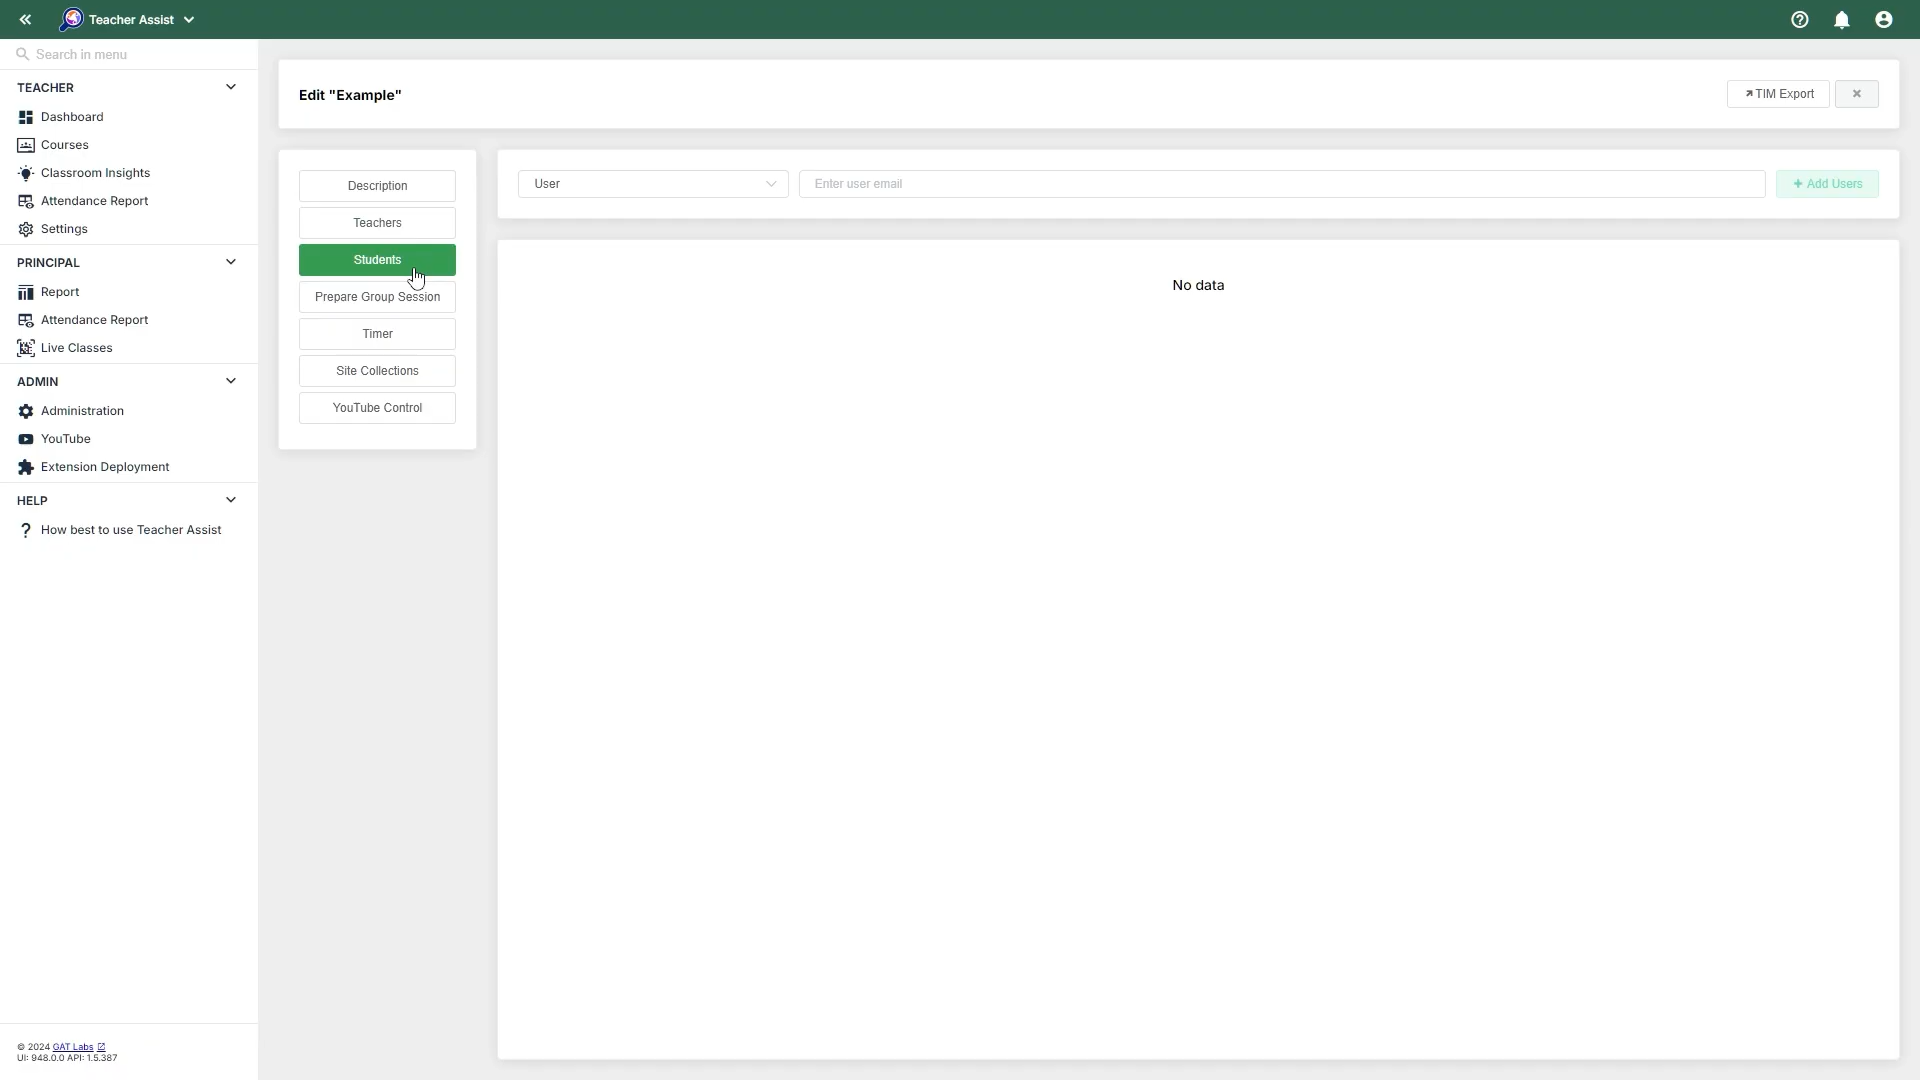 Teacher Assist
Search in menu
TEACHER
Dashboard
Courses
Classroom Insights
Attendance Report
Settings
PRINCIPAL
Report
Attendance Report
Live Classes
ADMIN
Administration
YouTube
Extension Deployment
HELP
? How best to use Teacher Assist
© 2024 GAT Labs
UI: 948.0.0 API: 1.5.387
Edit "Example"
TIM Export
Description
Teachers
Students
Prepare Group Session
Timer
Site Collections
YouTube Control
User
Enter user email
+ Add Users
No data